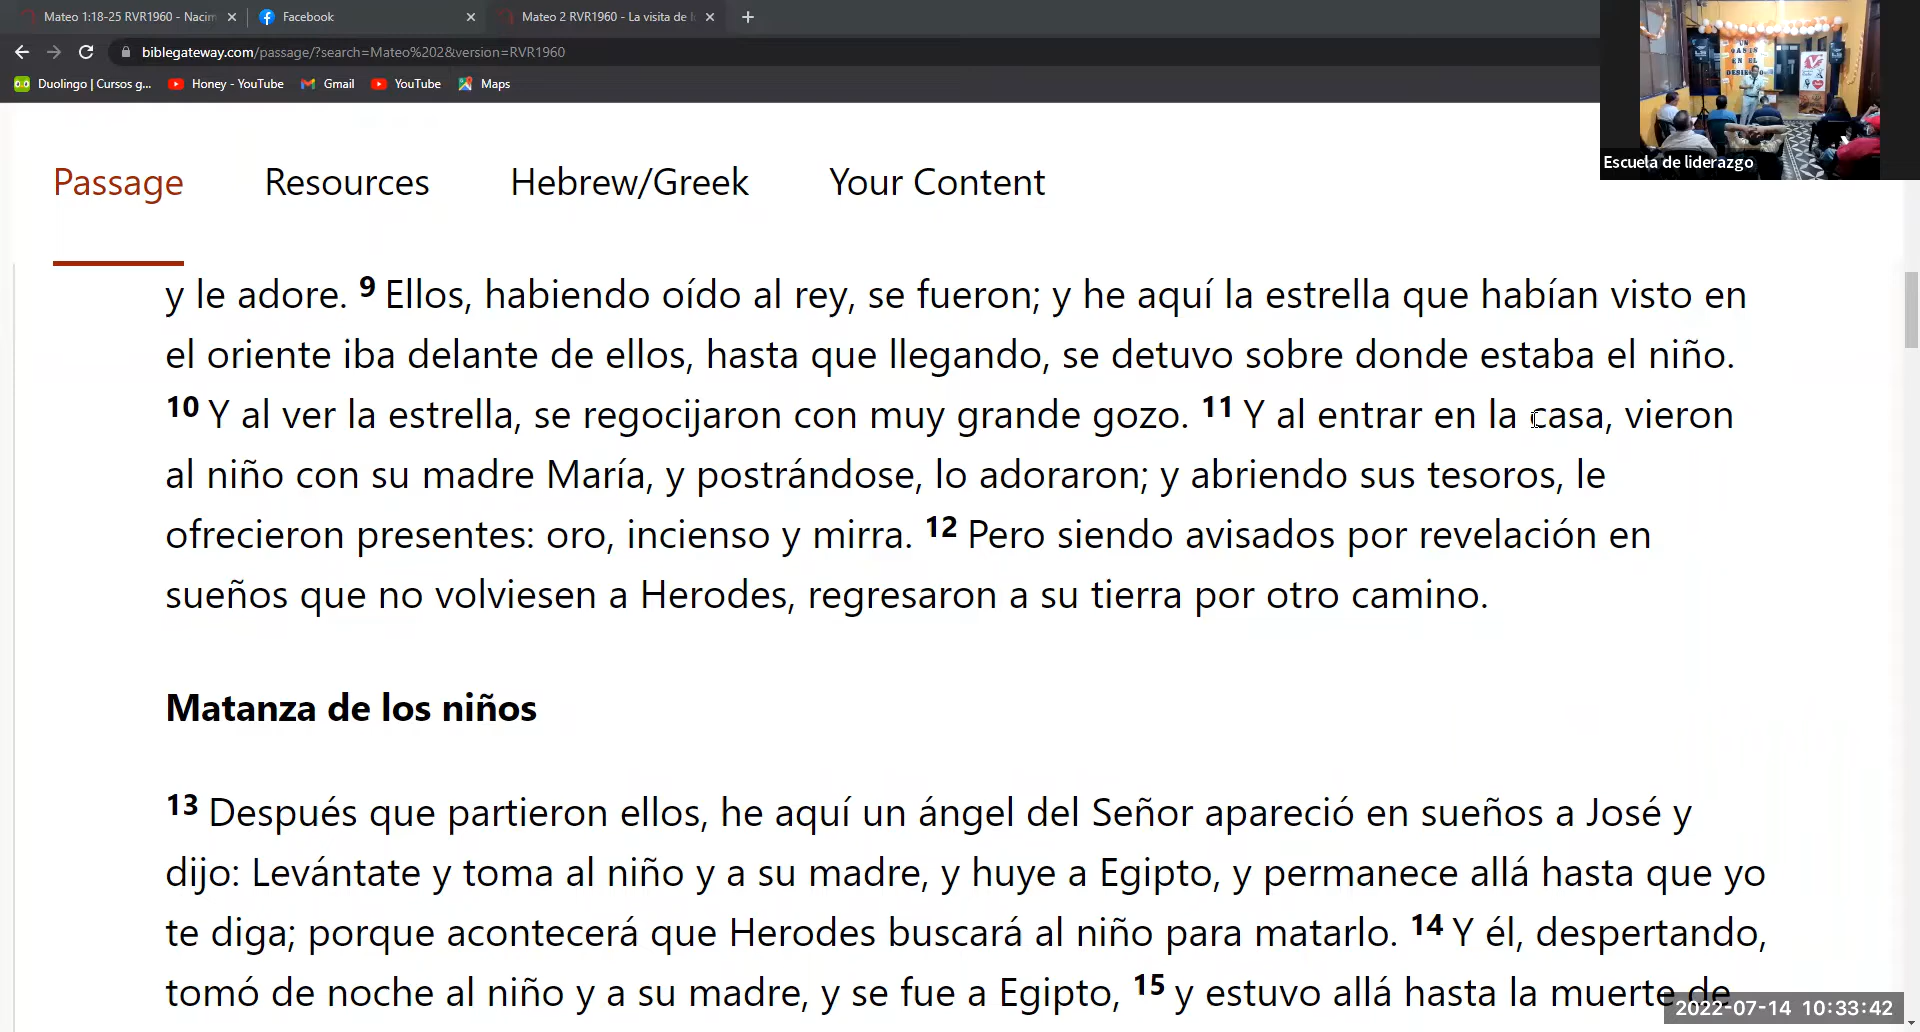 Mateo 1:18-25 RVR1960 - Nacim
Facebook
Mateo 2 RVR1960 - La visita de l
biblegateway.com/passage/?search=Mateo%202&version=RVR1960
Duolingo | Cursos g...
Honey - YouTube
Gmail
YouTube
Maps
UN
OASIS
EN EL
DESIERTO
Escuela de liderazgo
Passage
Resources
Hebrew/Greek
Your Content
y le adore. 9 Ellos, habiendo oído al rey, se fueron; y he aquí la estrella que habían visto en
el oriente iba delante de ellos, hasta que llegando, se detuvo sobre donde estaba el niño.
10 Y al ver la estrella, se regocijaron con muy grande gozo. 11 Y al entrar en la casa, vieron
al niño con su madre María, y postrándose, lo adoraron; y abriendo sus tesoros, le
ofrecieron presentes: oro, incienso y mirra. 12 Pero siendo avisados por revelación en
sueños que no volviesen a Herodes, regresaron a su tierra por otro camino.
Matanza de los niños
13 Después que partieron ellos, he aquí un ángel del Señor apareció en sueños a José y
dijo: Levántate y toma al niño y a su madre, y huye a Egipto, y permanece allá hasta que yo
te diga; porque acontecerá que Herodes buscará al niño para matarlo. 14 Y él, despertando,
tomó de noche al niño y a su madre, y se fue a Egipto, 15 y estuvo allá hasta la muerte de
2022-07-14 10:33:42